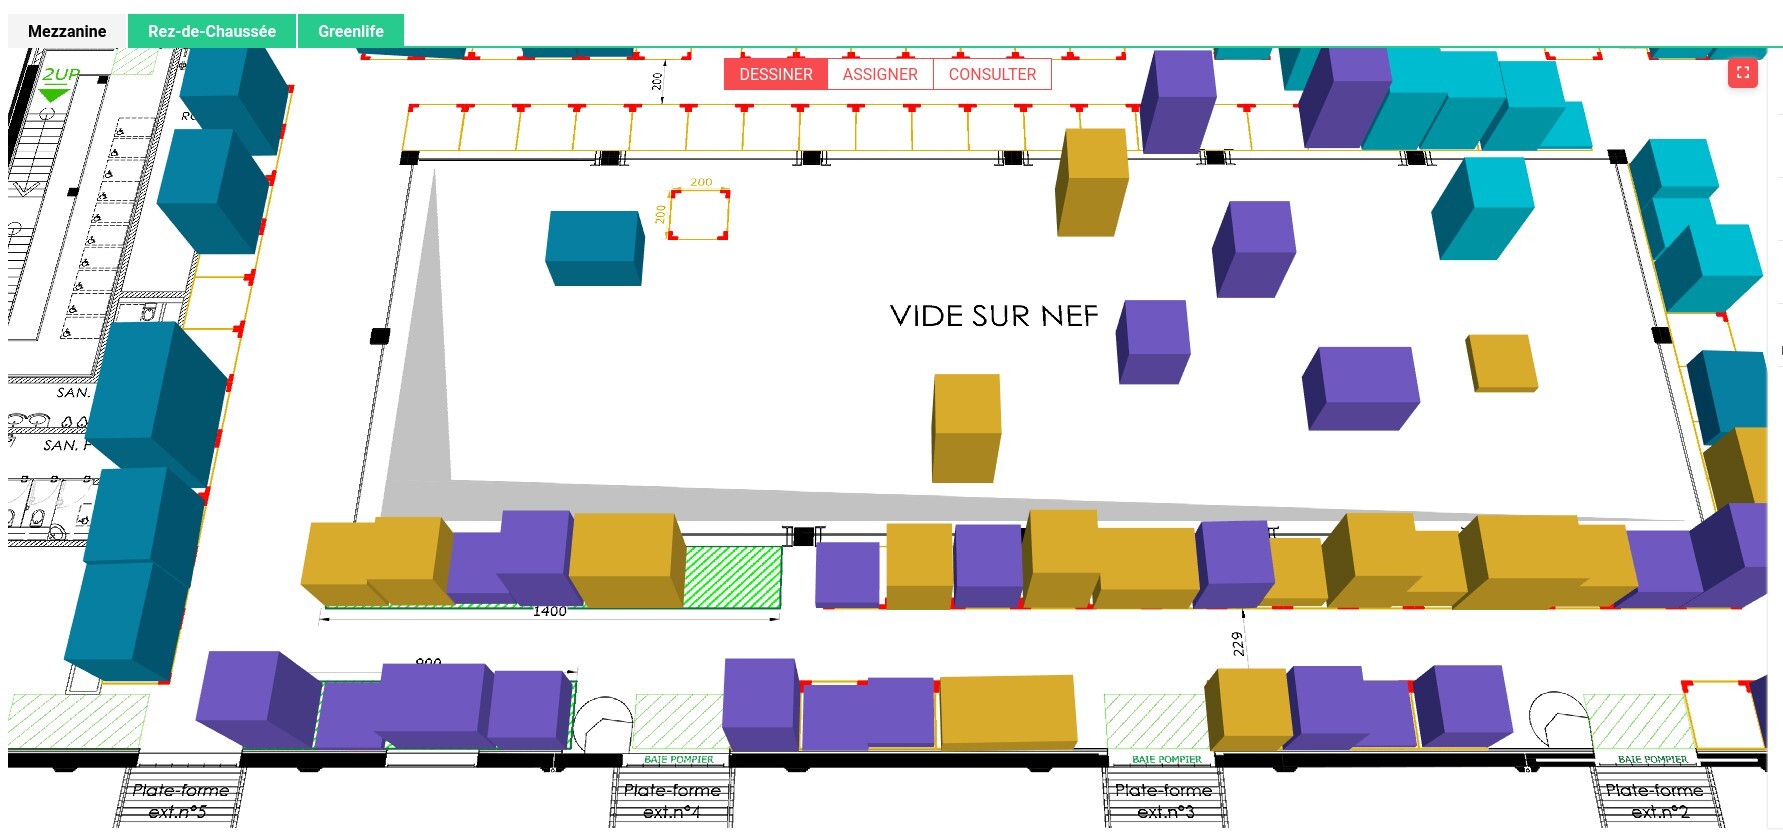 Mezzanine
Rez-de-Chaussée
Greenlife
DESSINER
ASSIGNER
CONSULTER
2UP
200
200
200
VIDE SUR NEF
SAN.
SAN.
1400
229
BAIE POMPIER
BAIE POMPIER
BAIE POMPIER
Plate-forme
ext.n°5
Plate-forme
ext.n°4
Plate-forme
ext.n°3
Plate-forme
ext.n°2